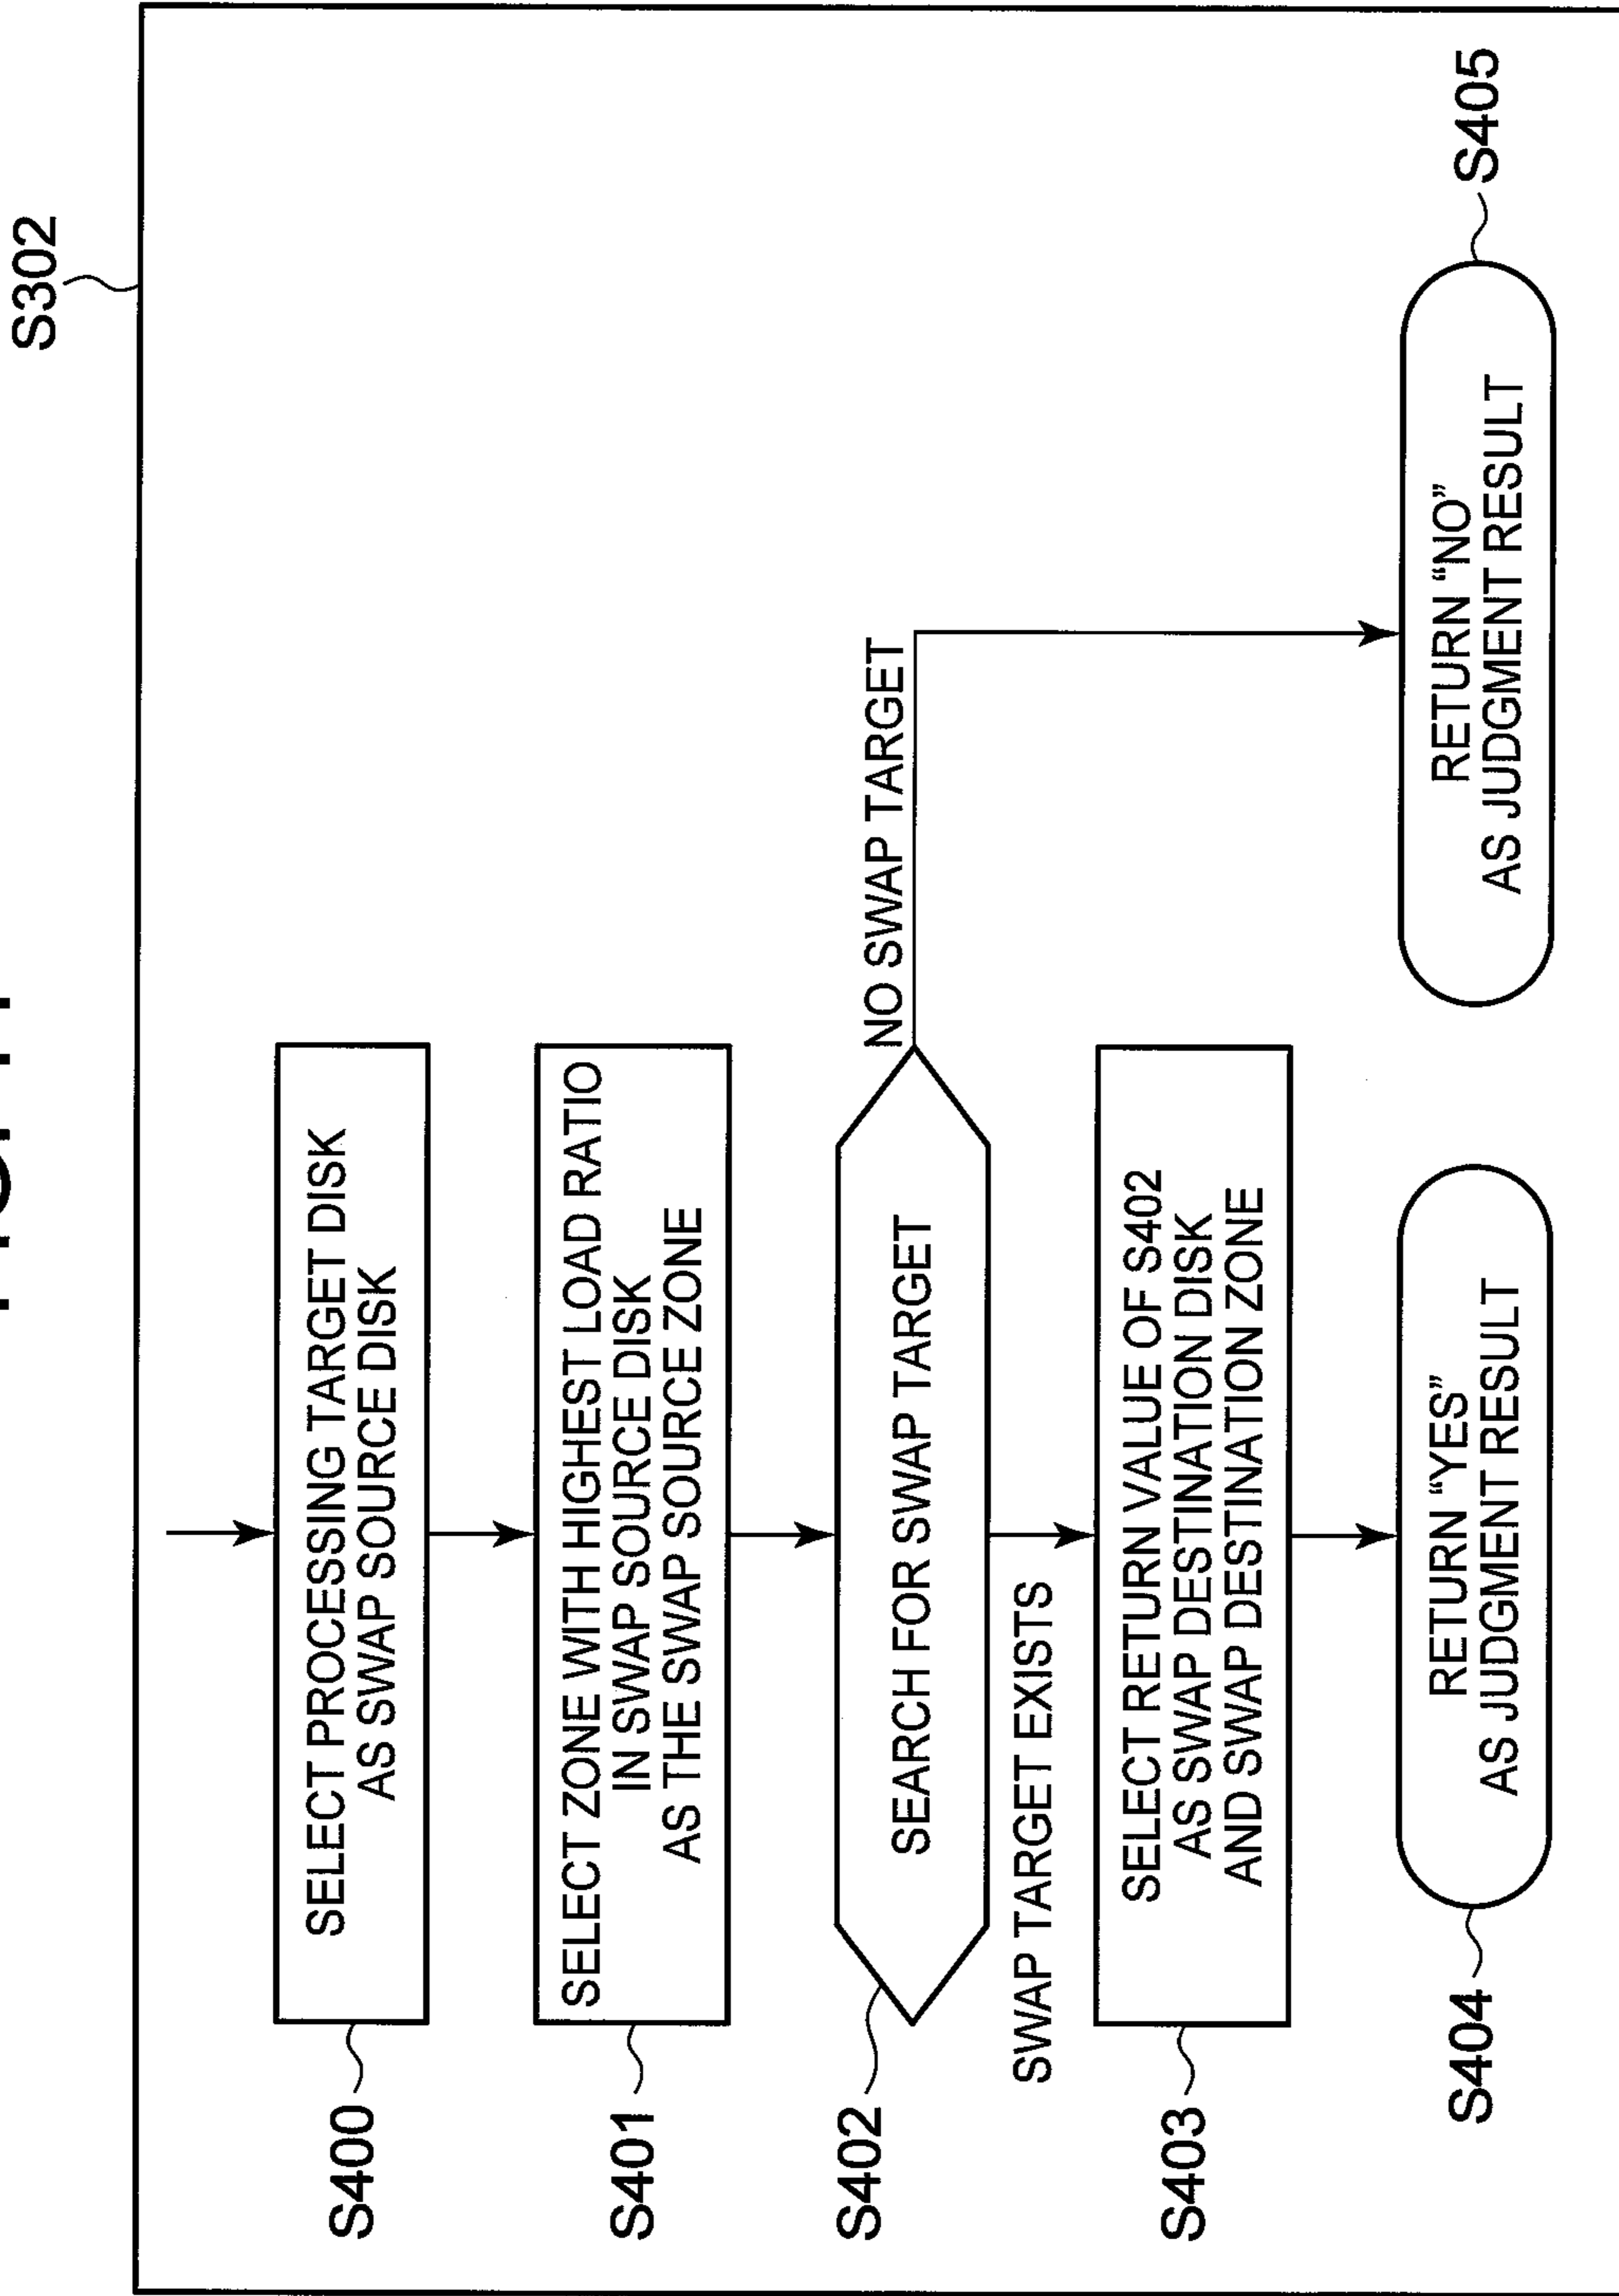 S302
S400
SELECT PROCESSING TARGET DISK
AS SWAP SOURCE DISK
S401
SELECT ZONE WITH HIGHEST LOAD RATIO
IN SWAP SOURCE DISK
AS THE SWAP SOURCE ZONE
S402
SEARCH FOR SWAP TARGET
NO SWAP TARGET
SWAP TARGET EXISTS
S403
SELECT RETURN VALUE OF S402
AS SWAP DESTINATION DISK
AND SWAP DESTINATION ZONE
S404
RETURN “YES”
AS JUDGMENT RESULT
RETURN “NO”
AS JUDGMENT RESULT
S405